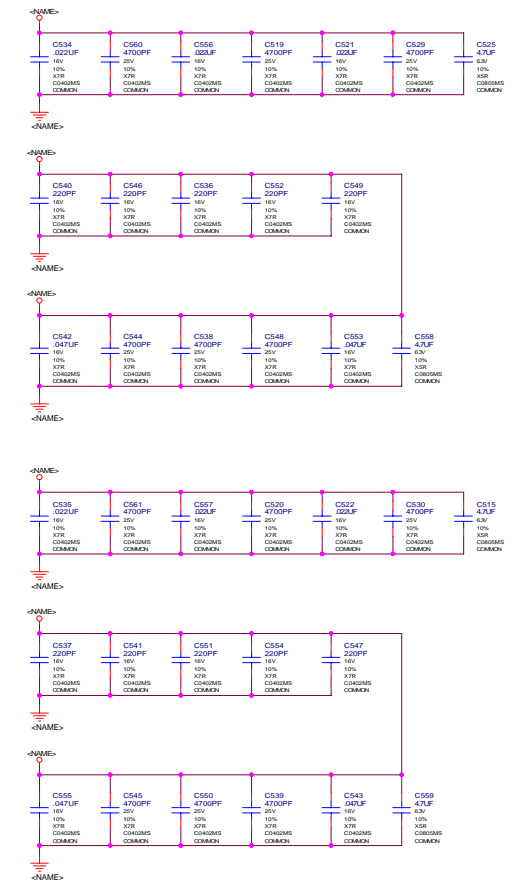 <NAME>
C534 C560 C556 C519 C521 C529 C525
.022UF 4700PF .022UF 4700PF .022UF 4700PF 4.7UF
16V 25V 16V 25V 16V 25V 6.3V
10% 10% 10% 10% 10% 10% 10%
X7R X7R X7R X7R X7R X7R X5R
C0402MS C0402MS C0402MS C0402MS C0402MS C0402MS C0805MS
COMMON COMMON COMMON COMMON COMMON COMMON COMMON
<NAME>
<NAME>
C540 C546 C536 C552 C549
220PF 220PF 220PF 220PF 220PF
16V 16V 16V 16V 16V
10% 10% 10% 10% 10%
X7R X7R X7R X7R X7R
C0402MS C0402MS C0402MS C0402MS C0402MS
COMMON COMMON COMMON COMMON COMMON
<NAME>
<NAME>
C542 C544 C538 C548 C553 C558
.047UF 4700PF 4700PF 4700PF .047UF 4.7UF
16V 25V 25V 25V 16V 6.3V
10% 10% 10% 10% 10% 10%
X7R X7R X7R X7R X7R X5R
C0402MS C0402MS C0402MS C0402MS C0402MS C0805MS
COMMON COMMON COMMON COMMON COMMON COMMON
<NAME>
<NAME>
C535 C561 C557 C520 C522 C530 C515
.022UF 4700PF .022UF 4700PF .022UF 4700PF 4.7UF
16V 25V 16V 25V 16V 25V 6.3V
10% 10% 10% 10% 10% 10% 10%
X7R X7R X7R X7R X7R X7R X5R
C0402MS C0402MS C0402MS C0402MS C0402MS C0402MS C0805MS
COMMON COMMON COMMON COMMON COMMON COMMON COMMON
<NAME>
<NAME>
C537 C541 C551 C554 C547
220PF 220PF 220PF 220PF 220PF
16V 16V 16V 16V 16V
10% 10% 10% 10% 10%
X7R X7R X7R X7R X7R
C0402MS C0402MS C0402MS C0402MS C0402MS
COMMON COMMON COMMON COMMON COMMON
<NAME>
<NAME>
C555 C545 C550 C539 C543 C559
.047UF 4700PF 4700PF 4700PF .047UF 4.7UF
16V 25V 25V 25V 16V 6.3V
10% 10% 10% 10% 10% 10%
X7R X7R X7R X7R X7R X5R
C0402MS C0402MS C0402MS C0402MS C0402MS C0805MS
COMMON COMMON COMMON COMMON COMMON COMMON
<NAME>